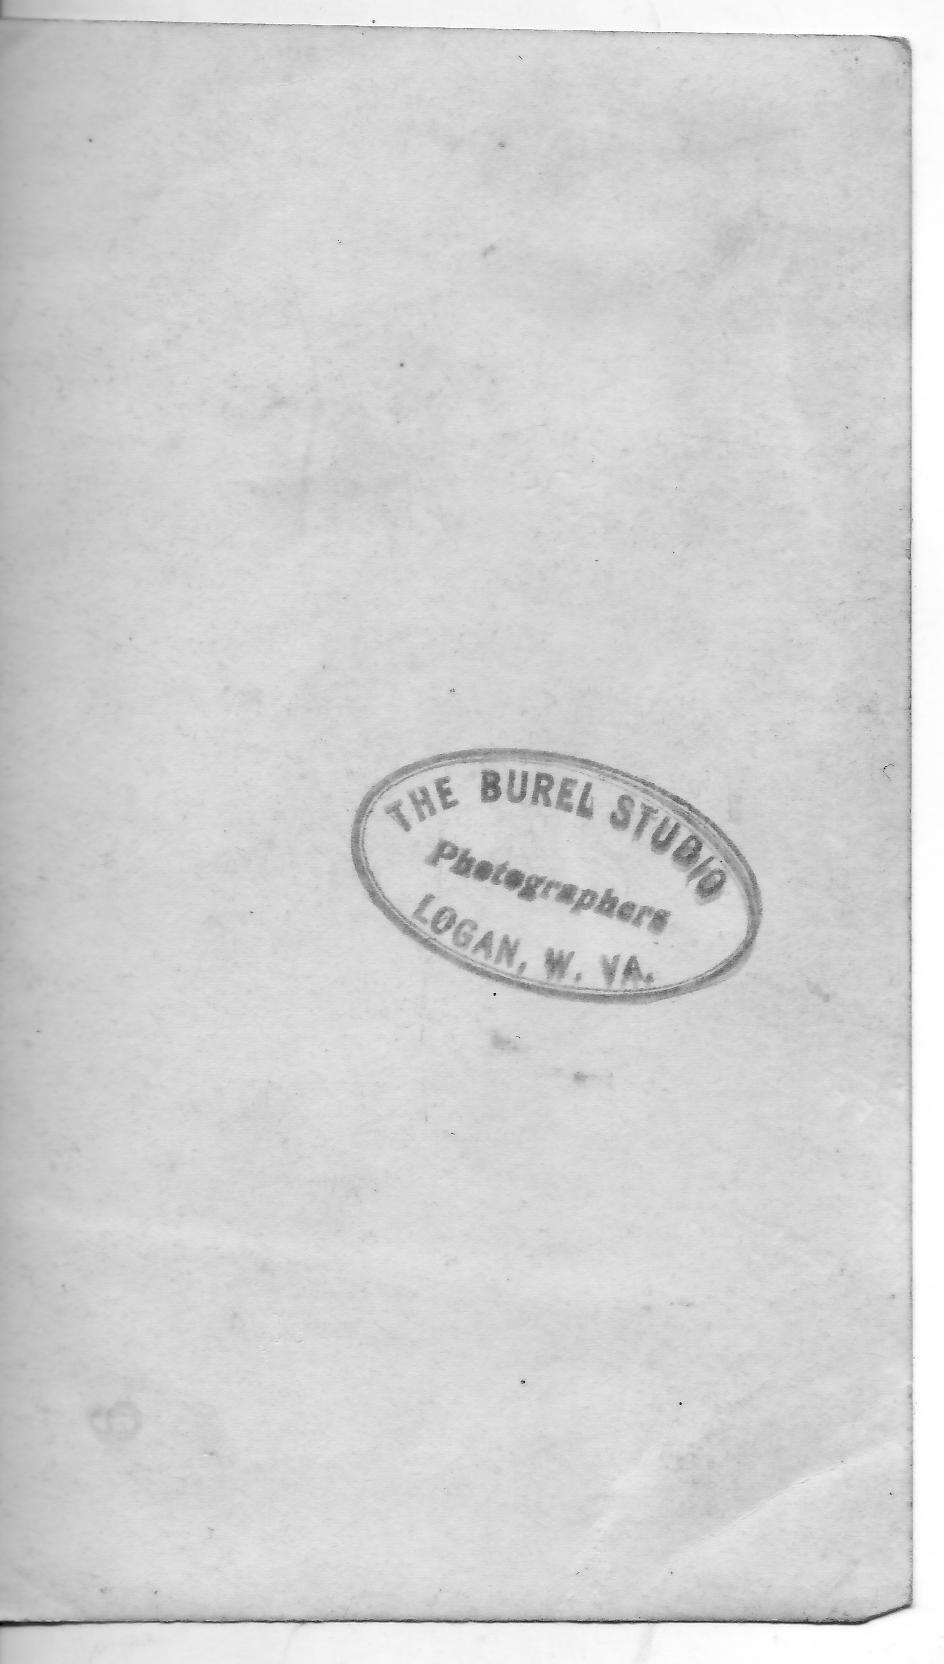 THE BUREL STUDIO
Photographers
LOGAN, W. VA.